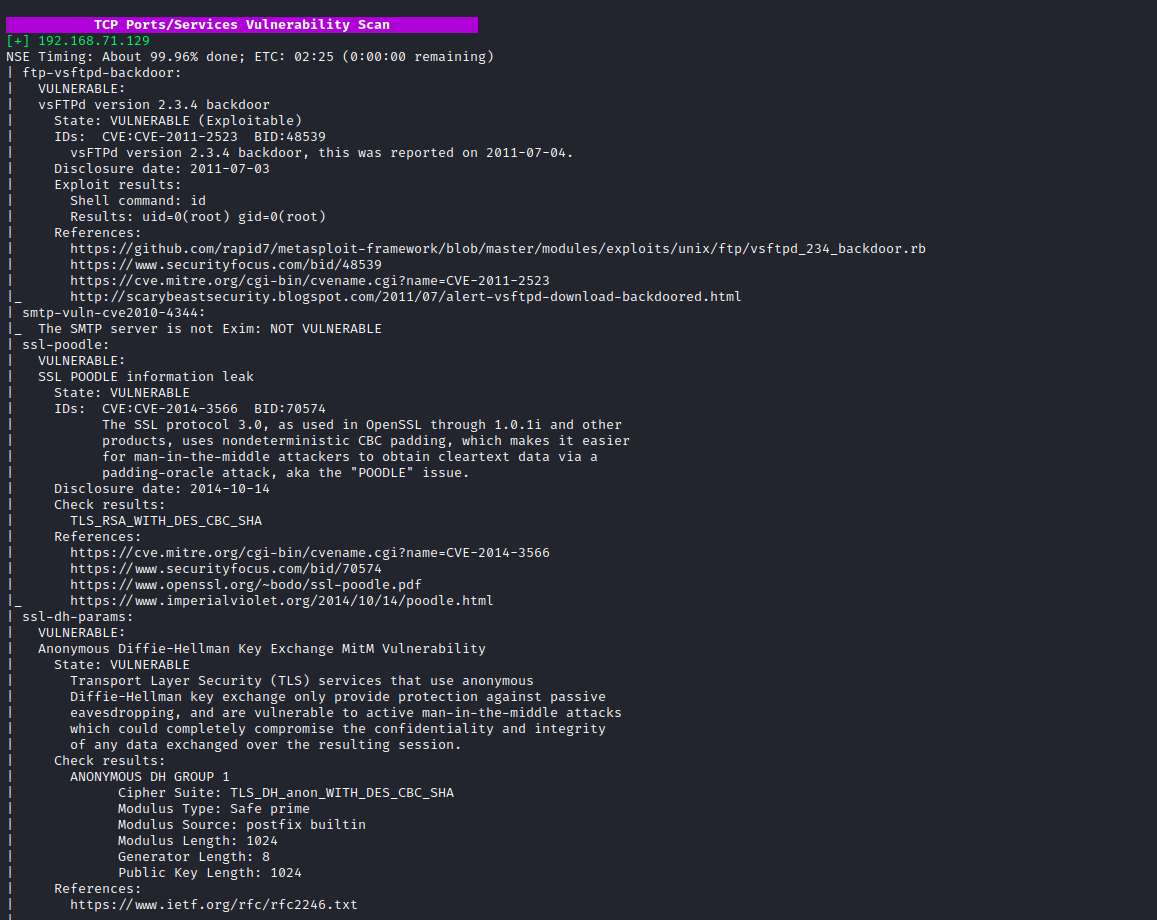 TCP Ports/Services Vulnerability Scan
[+] 192.168.71.129
NSE Timing: About 99.96% done; ETC: 02:25 (0:00:00 remaining)
| ftp-vsftpd-backdoor:
|   VULNERABLE:
|   vsFTPd version 2.3.4 backdoor
|     State: VULNERABLE (Exploitable)
|     IDs:  CVE:CVE-2011-2523  BID:48539
|       vsFTPd version 2.3.4 backdoor, this was reported on 2011-07-04.
|     Disclosure date: 2011-07-03
|     Exploit results:
|       Shell command: id
|       Results: uid=0(root) gid=0(root)
|     References:
|       https://github.com/rapid7/metasploit-framework/blob/master/modules/exploits/unix/ftp/vsftpd_234_backdoor.rb
|       https://www.securityfocus.com/bid/48539
|       https://cve.mitre.org/cgi-bin/cvename.cgi?name=CVE-2011-2523
|_      http://scarybeastsecurity.blogspot.com/2011/07/alert-vsftpd-download-backdoored.html
| smtp-vuln-cve2010-4344:
|_  The SMTP server is not Exim: NOT VULNERABLE
| ssl-poodle:
|   VULNERABLE:
|   SSL POODLE information leak
|     State: VULNERABLE
|     IDs:  CVE:CVE-2014-3566  BID:70574
|           The SSL protocol 3.0, as used in OpenSSL through 1.0.1i and other
|           products, uses nondeterministic CBC padding, which makes it easier
|           for man-in-the-middle attackers to obtain cleartext data via a
|           padding-oracle attack, aka the "POODLE" issue.
|     Disclosure date: 2014-10-14
|     Check results:
|       TLS_RSA_WITH_DES_CBC_SHA
|     References:
|       https://cve.mitre.org/cgi-bin/cvename.cgi?name=CVE-2014-3566
|       https://www.securityfocus.com/bid/70574
|       https://www.openssl.org/~bodo/ssl-poodle.pdf
|_      https://www.imperialviolet.org/2014/10/14/poodle.html
| ssl-dh-params:
|   VULNERABLE:
|   Anonymous Diffie-Hellman Key Exchange MitM Vulnerability
|     State: VULNERABLE
|       Transport Layer Security (TLS) services that use anonymous
|       Diffie-Hellman key exchange only provide protection against passive
|       eavesdropping, and are vulnerable to active man-in-the-middle attacks
|       which could completely compromise the confidentiality and integrity
|       of any data exchanged over the resulting session.
|     Check results:
|       ANONYMOUS DH GROUP 1
|             Cipher Suite: TLS_DH_anon_WITH_DES_CBC_SHA
|             Modulus Type: Safe prime
|             Modulus Source: postfix builtin
|             Modulus Length: 1024
|             Generator Length: 8
|             Public Key Length: 1024
|     References:
|       https://www.ietf.org/rfc/rfc2246.txt